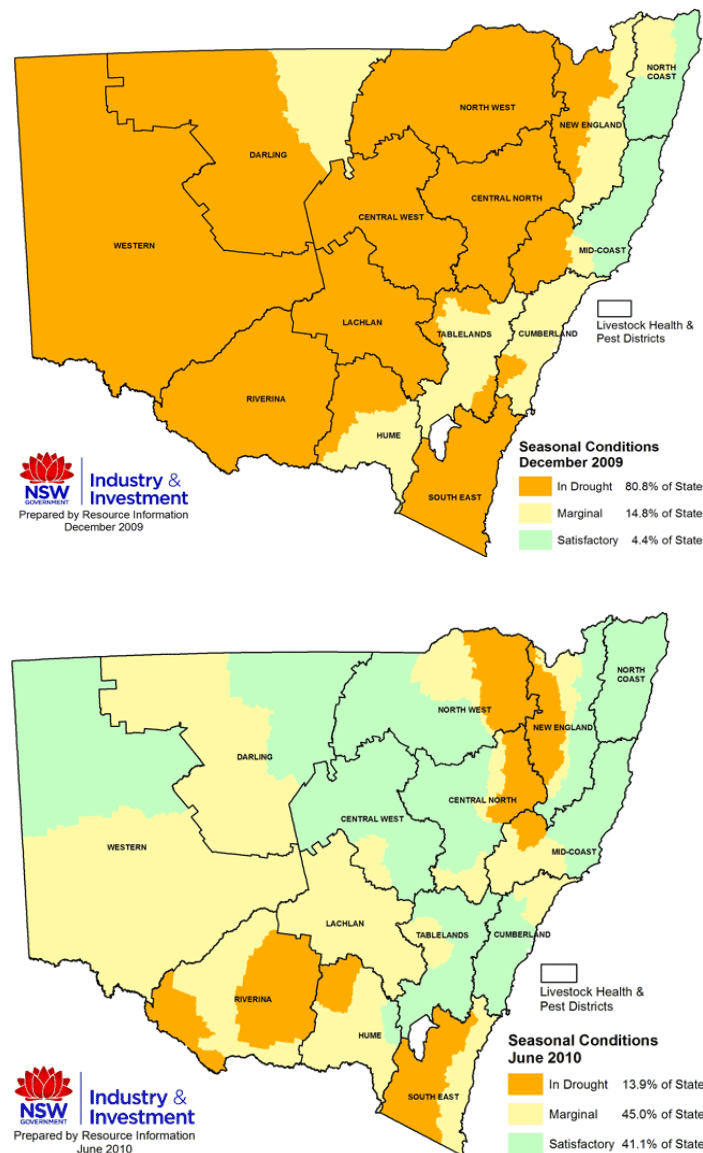 NORTH
COAST
NORTH WEST
NEW ENGLAND
DARLING
CENTRAL NORTH
CENTRAL WEST
WESTERN
MID-COAST
LACHLAN
TABLELANDS
CUMBERLAND
Livestock Health &
Pest Districts
RIVERINA
HUME
SOUTH EAST
Seasonal Conditions
December 2009
In Drought 80.8% of State
Marginal 14.8% of State
Satisfactory 4.4% of State
NSW
GOVERNMENT
Industry &
Investment
Prepared by Resource Information
December 2009
NORTH
COAST
NORTH WEST
NEW ENGLAND
DARLING
CENTRAL NORTH
CENTRAL WEST
WESTERN
MID-COAST
LACHLAN
TABLELANDS
CUMBERLAND
Livestock Health &
Pest Districts
RIVERINA
HUME
SOUTH EAST
Seasonal Conditions
June 2010
In Drought 13.9% of State
Marginal 45.0% of State
Satisfactory 41.1% of State
NSW
GOVERNMENT
Industry &
Investment
Prepared by Resource Information
June 2010